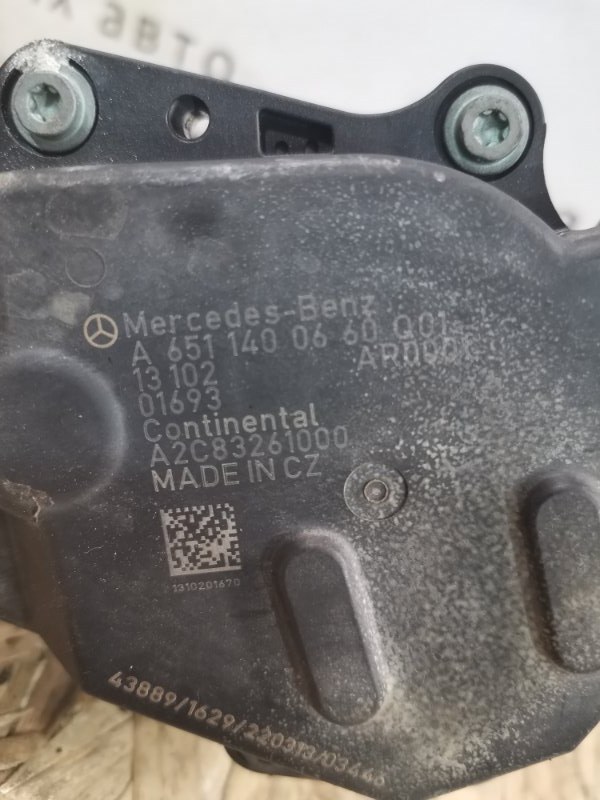 Mercedes-Benz
A 651 140 06 60 Q01
13 102
01693
Continental
A2C83261000
MADE IN CZ
1310201670
43889/1629/220313/03446